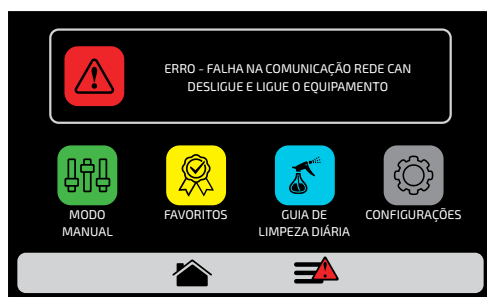 ERRO - FALHA NA COMUNICAÇÃO REDE CAN
DESLIGUE E LIGUE O EQUIPAMENTO
MODO
MANUAL
FAVORITOS
GUIA DE
LIMPEZA DIÁRIA
CONFIGURAÇÕES